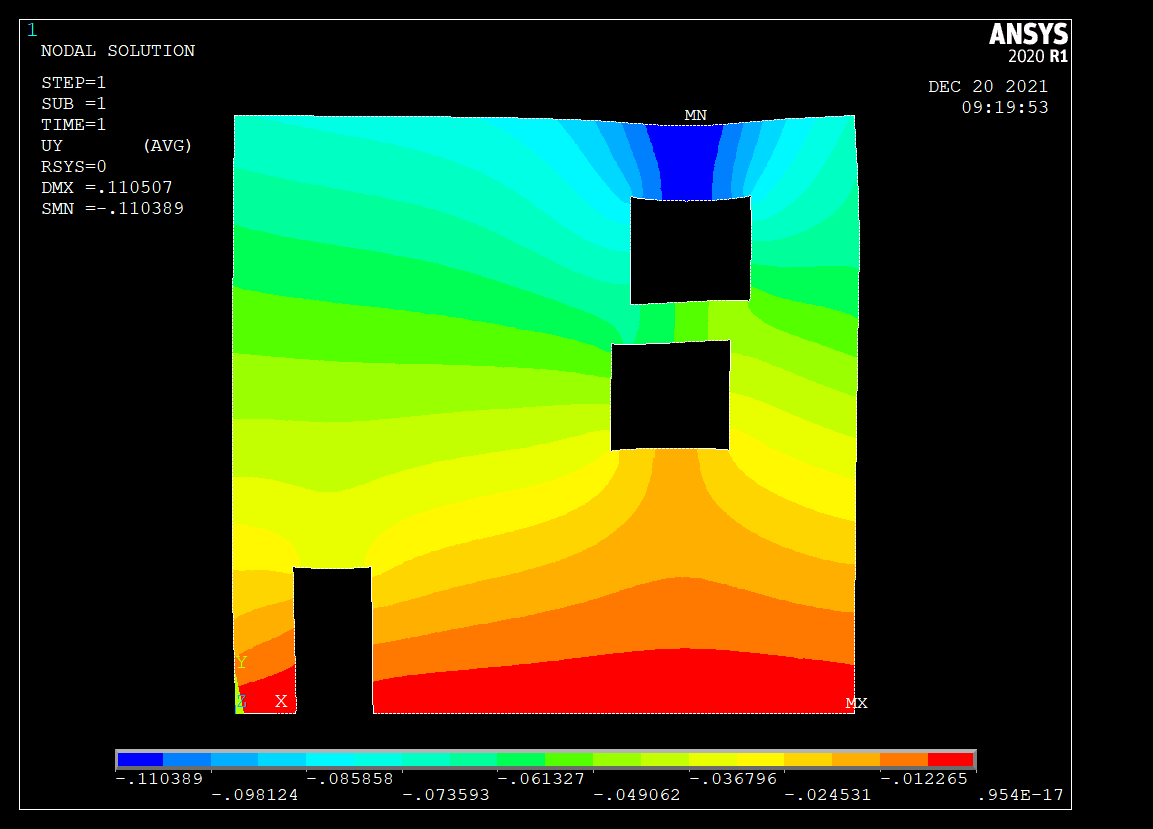 1
NODAL SOLUTION
STEP=1
SUB =1
TIME=1
UY (AVG)
RSYS=0
DMX =.110507
SMN =-.110389
ANSYS
2020 R1
DEC 20 2021
09:19:53
MN
Y
Z X
MX
-.110389 -.085858 -.061327 -.036796 -.012265
-.098124 -.073593 -.049062 -.024531 .954E-17